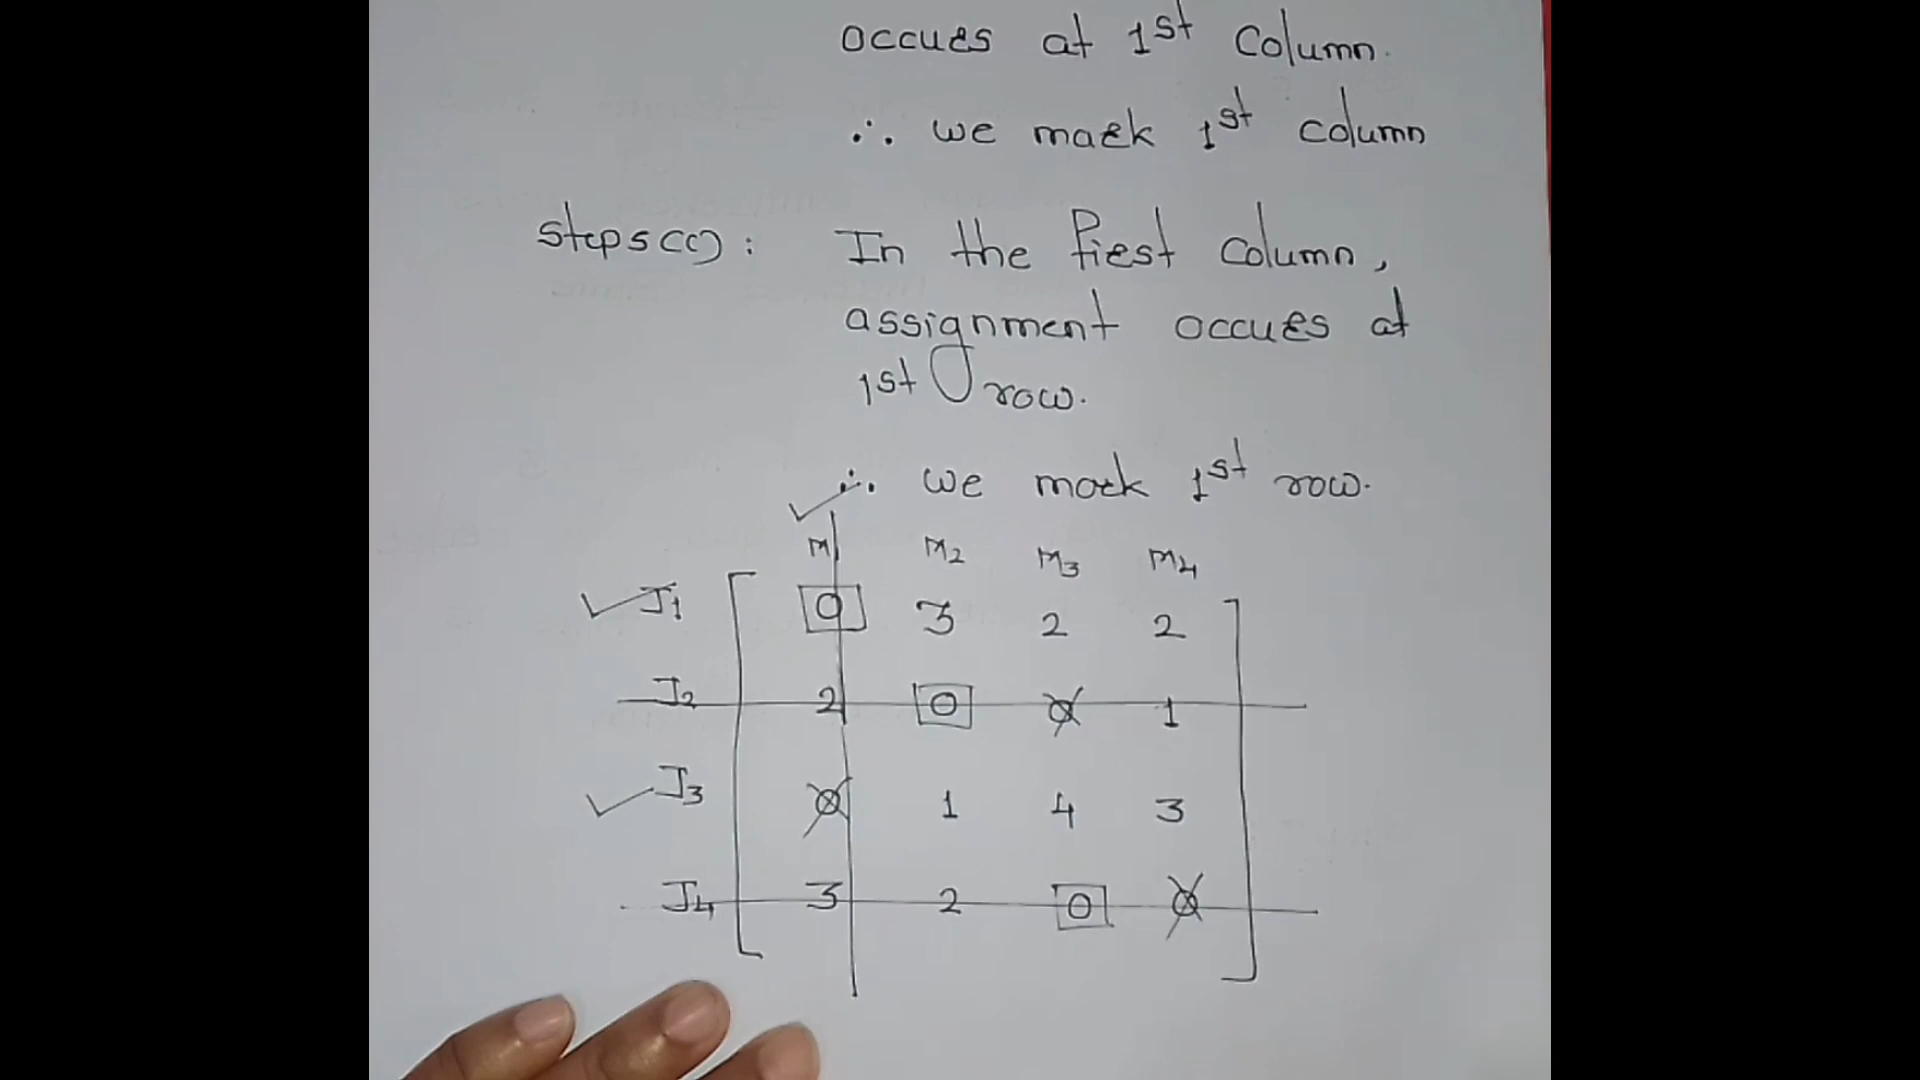 occurs at 1st column.
∴ we mark 1st column
Step5(c) : In the first column,
assignment occurs at
1st row.
∴ we mark 1st row.
M1 M2 M3 M4
J1 0 3 2 2
J2 2 0 0 1
J3 0 1 4 3
J4 3 2 0 0